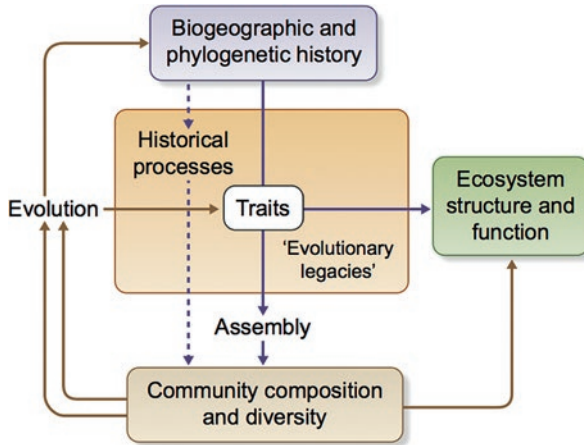 Biogeographic and
phylogenetic history
Historical
processes
Evolution
Traits
Ecosystem
structure and
function
‘Evolutionary
legacies’
Assembly
Community composition
and diversity